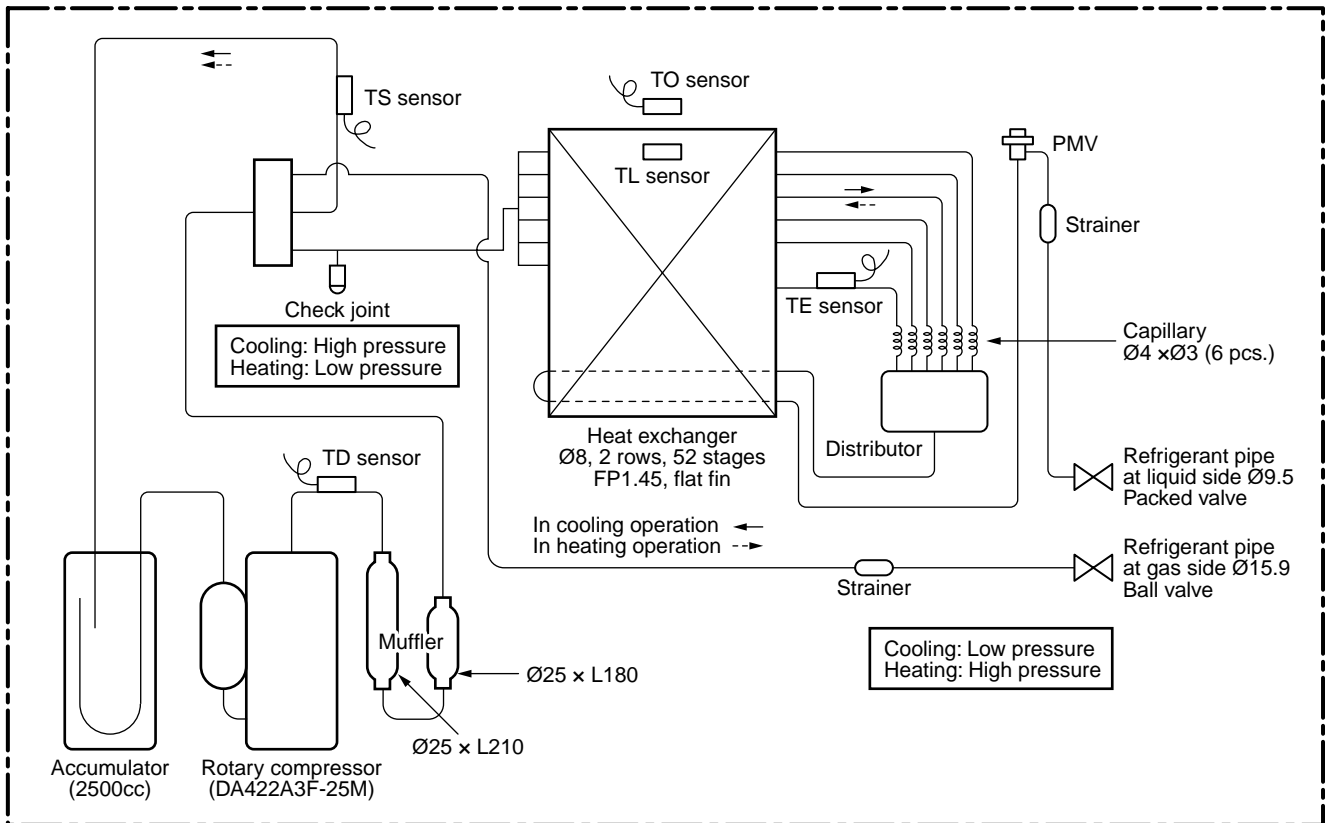 TO sensor
TS sensor
PMV
TL sensor
Strainer
TE sensor
Check joint
Cooling: High pressure
Heating: Low pressure
Capillary
Ø4 ×Ø3 (6 pcs.)
Heat exchanger
Ø8, 2 rows, 52 stages
FP1.45, flat fin
Distributor
TD sensor
Refrigerant pipe
at liquid side Ø9.5
Packed valve
In cooling operation
In heating operation
Refrigerant pipe
at gas side Ø15.9
Ball valve
Strainer
Muffler
Cooling: Low pressure
Heating: High pressure
Ø25 × L180
Ø25 × L210
Accumulator
(2500cc)
Rotary compressor
(DA422A3F-25M)